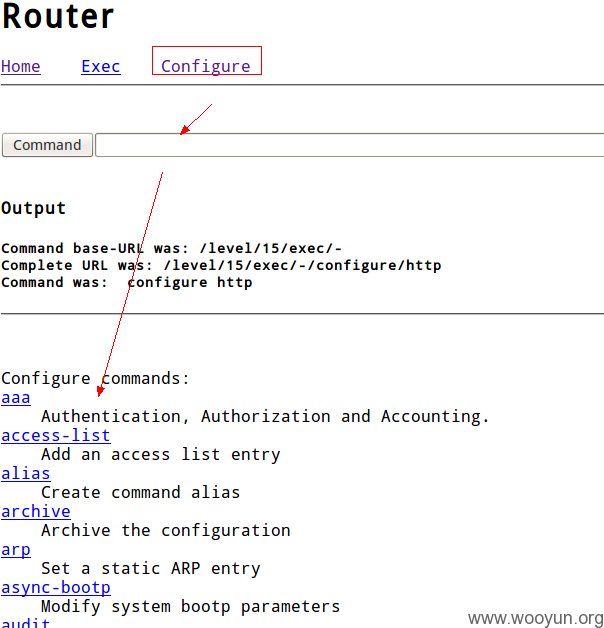 Router
Home Exec Configure
Command
Output
Command base-URL was: /level/15/exec/-
Complete URL was: /level/15/exec/-/configure/http
Command was: configure http
Configure commands:
aaa
Authentication, Authorization and Accounting.
access-list
Add an access list entry
alias
Create command alias
archive
Archive the configuration
arp
Set a static ARP entry
async-bootp
Modify system bootp parameters
audit
www.wooyun.org